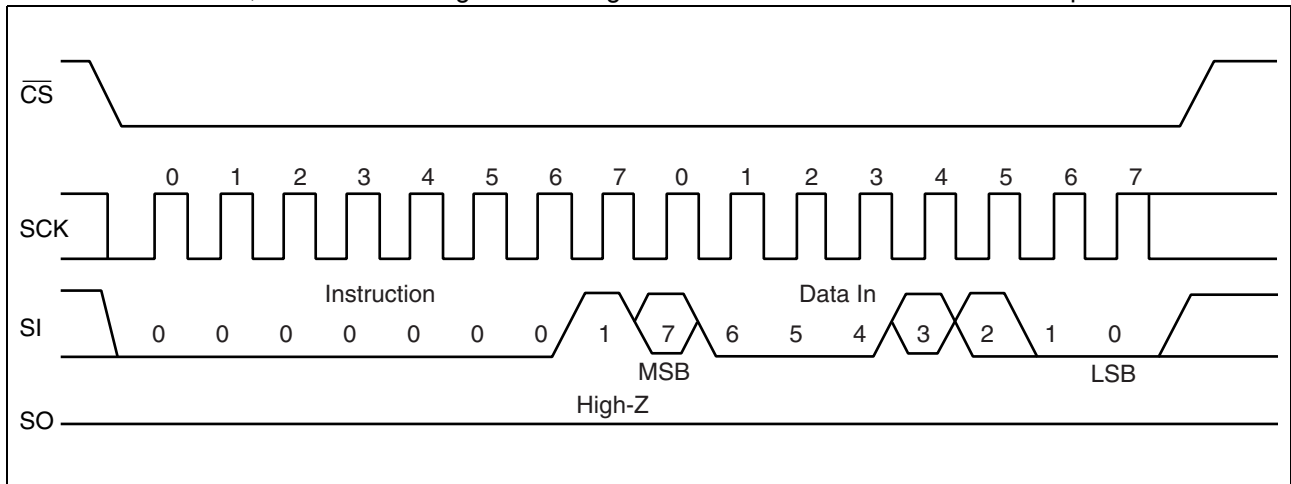 CS
0 1 2 3 4 5 6 7 0 1 2 3 4 5 6 7
SCK
Instruction Data In
SI 0 0 0 0 0 0 0 1 7 6 5 4 3 2 1 0
MSB LSB
High-Z
SO